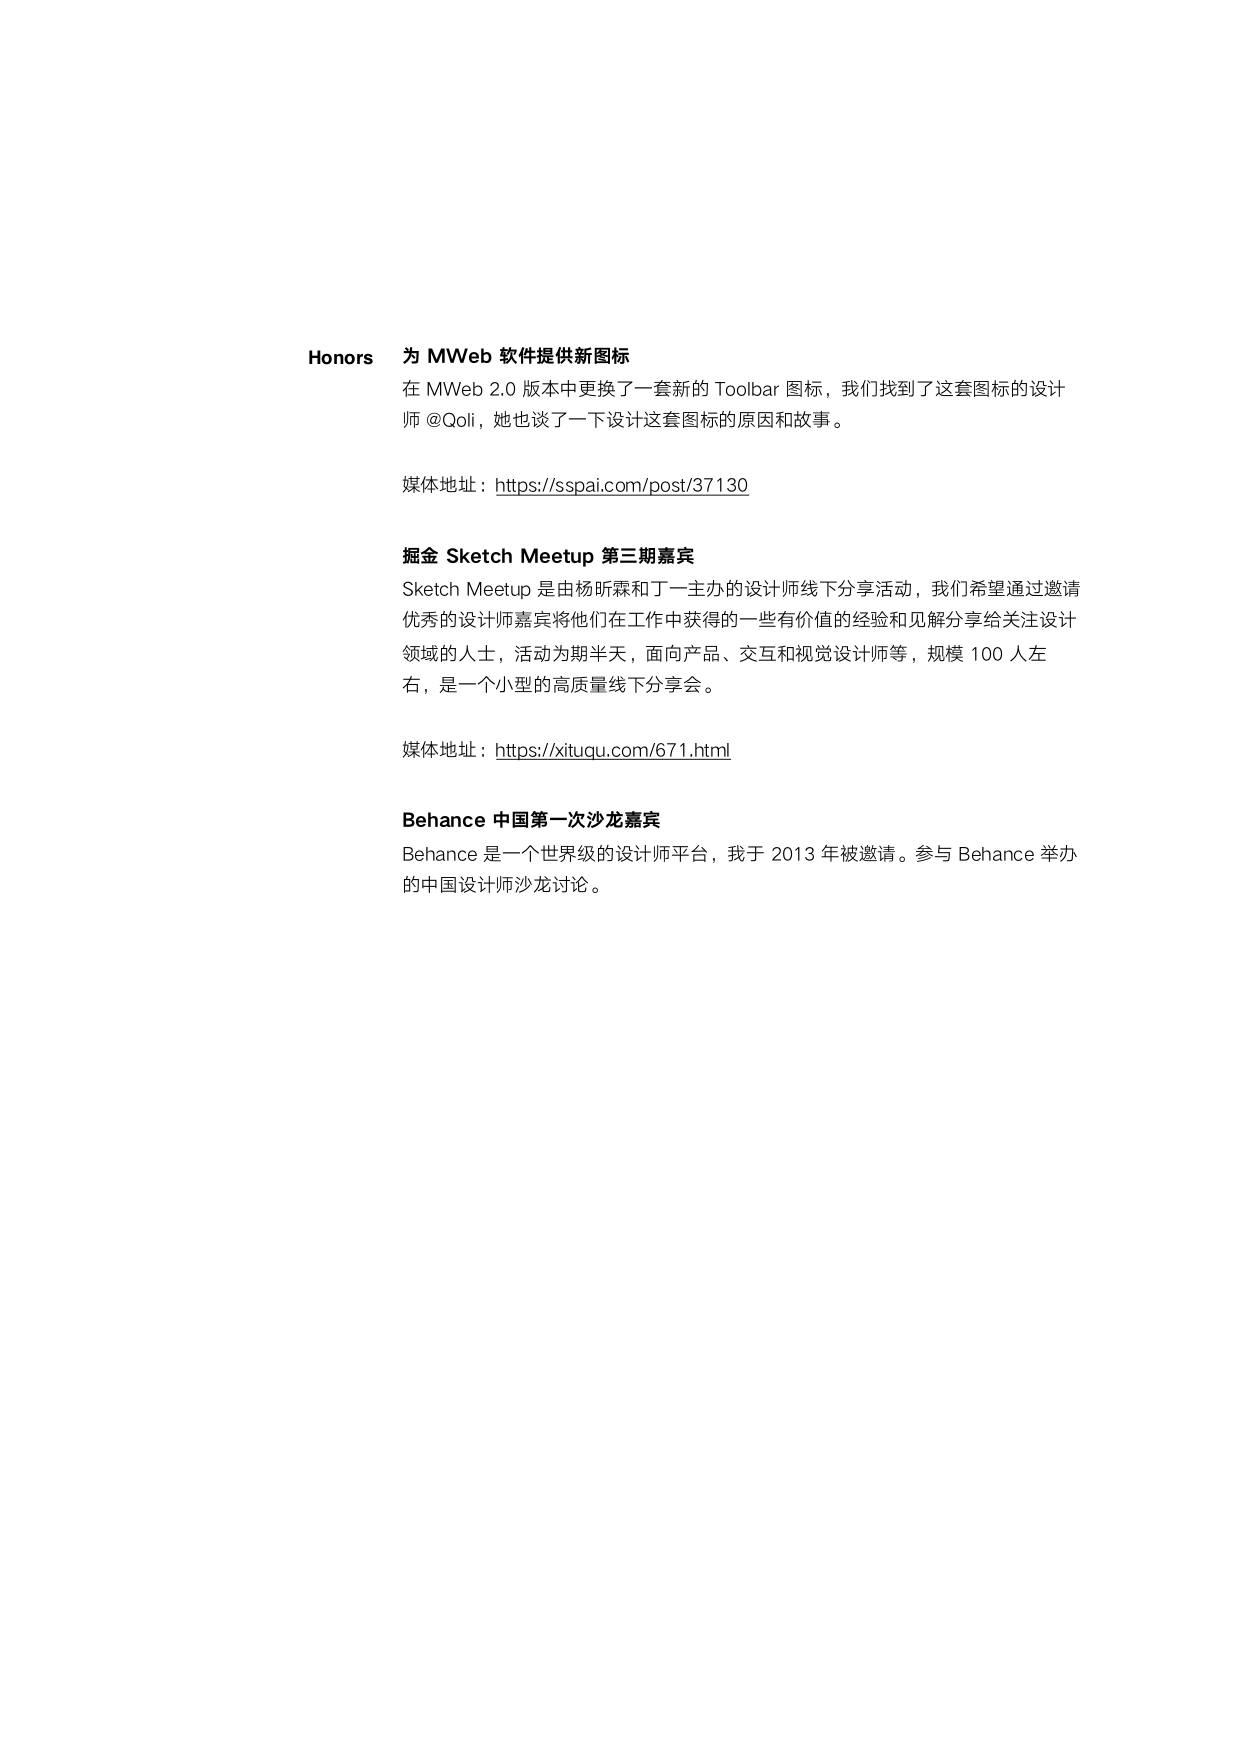 Honors 为 MWeb 软件提供新图标
在 MWeb 2.0 版本中更换了一套新的 Toolbar 图标，我们找到了这套图标的设计
师 @Qoli，她也谈了一下设计这套图标的原因和故事。
媒体地址：https://sspai.com/post/37130
掘金 Sketch Meetup 第三期嘉宾
Sketch Meetup 是由杨昕霖和丁一主办的设计师线下分享活动，我们希望通过邀请
优秀的设计师嘉宾将他们在工作中获得的一些有价值的经验和见解分享给关注设计
领域的人士，活动为期半天，面向产品、交互和视觉设计师等，规模 100 人左
右，是一个小型的高质量线下分享会。
媒体地址：https://xituqu.com/671.html
Behance 中国第一次沙龙嘉宾
Behance 是一个世界级的设计师平台，我于 2013 年被邀请。参与 Behance 举办
的中国设计师沙龙讨论。